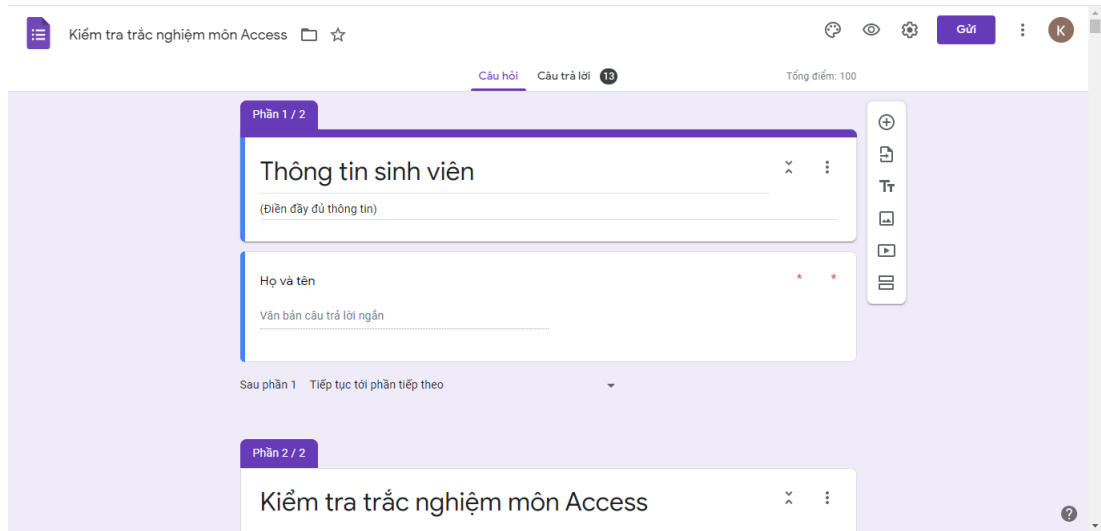 Kiểm tra trắc nghiệm môn Access
Gửi
K
Câu hỏi Câu trả lời 13
Tổng điểm: 100
Phần 1 / 2
Thông tin sinh viên
(Điền đầy đủ thông tin)
Tт
Họ và tên * *
Văn bản câu trả lời ngắn
Sau phần 1 Tiếp tục tới phần tiếp theo
Phần 2 / 2
Kiểm tra trắc nghiệm môn Access